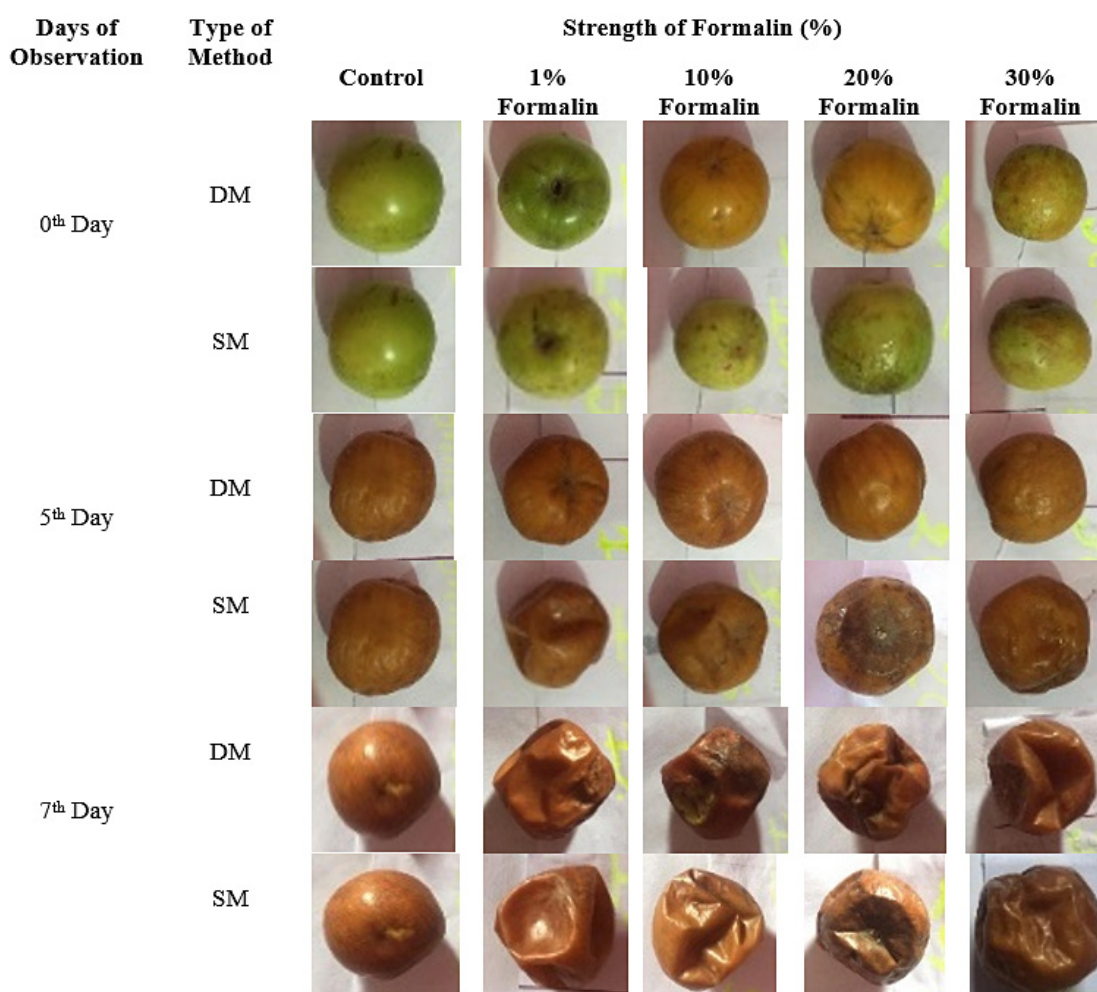 Days of
Observation
Type of
Method
Strength of Formalin (%)
Control
1%
Formalin
10%
Formalin
20%
Formalin
30%
Formalin
0th Day
DM
SM
5th Day
DM
SM
7th Day
DM
SM